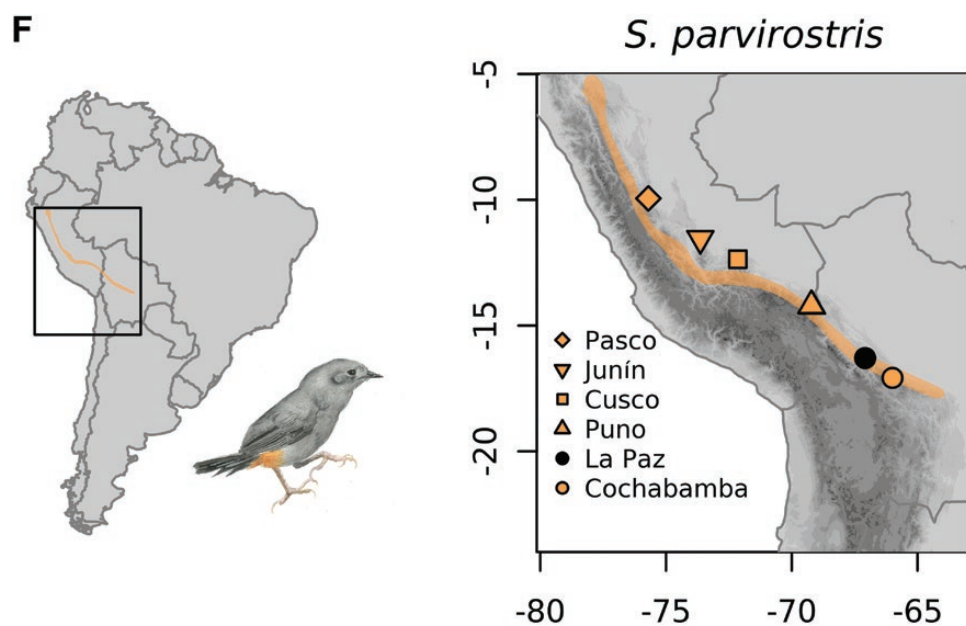 F
S. parvirostris
-5
-10
-15
-20
Pasco
Junín
Cusco
Puno
La Paz
Cochabamba
-80 -75 -70 -65